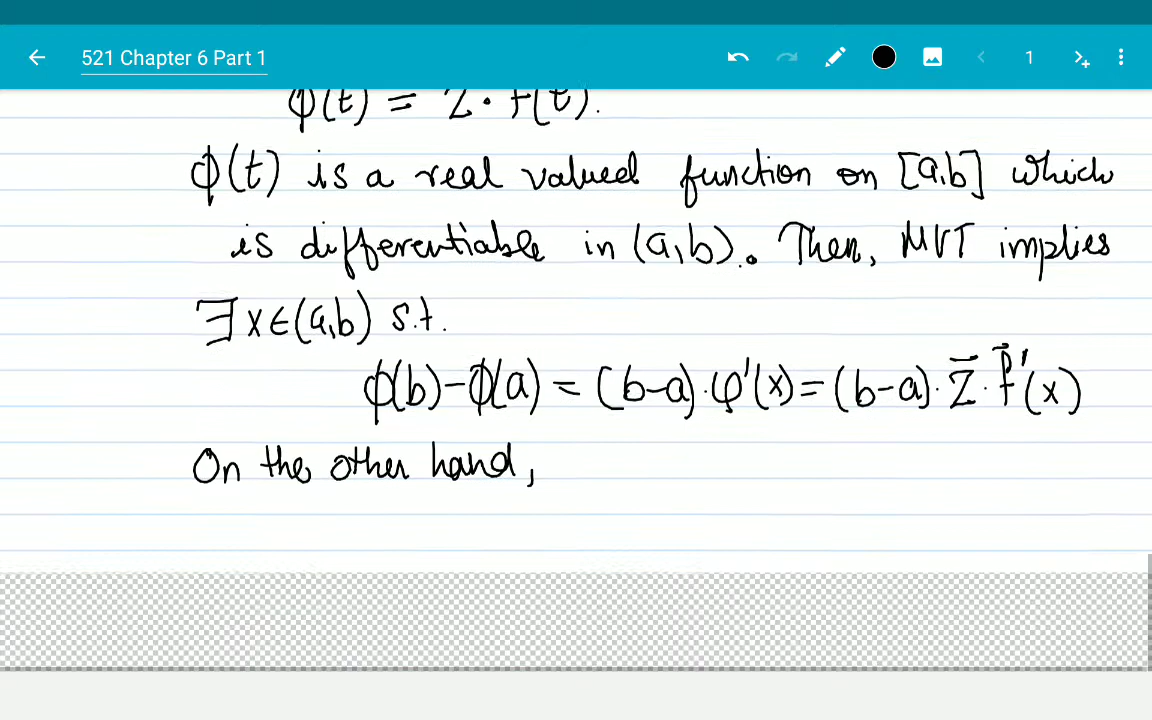 521 Chapter 6 Part 1
1
ϕ(t) = Z · f(t).
ϕ(t) is a real valued function on [a,b] which
is differentiable in (a,b). Then, MVT implies
∃ x∈(a,b) s.t.
ϕ(b)-ϕ(a) = (b-a)·φ'(x) = (b-a)· z̄ · f⃗'(x)
On the other hand,